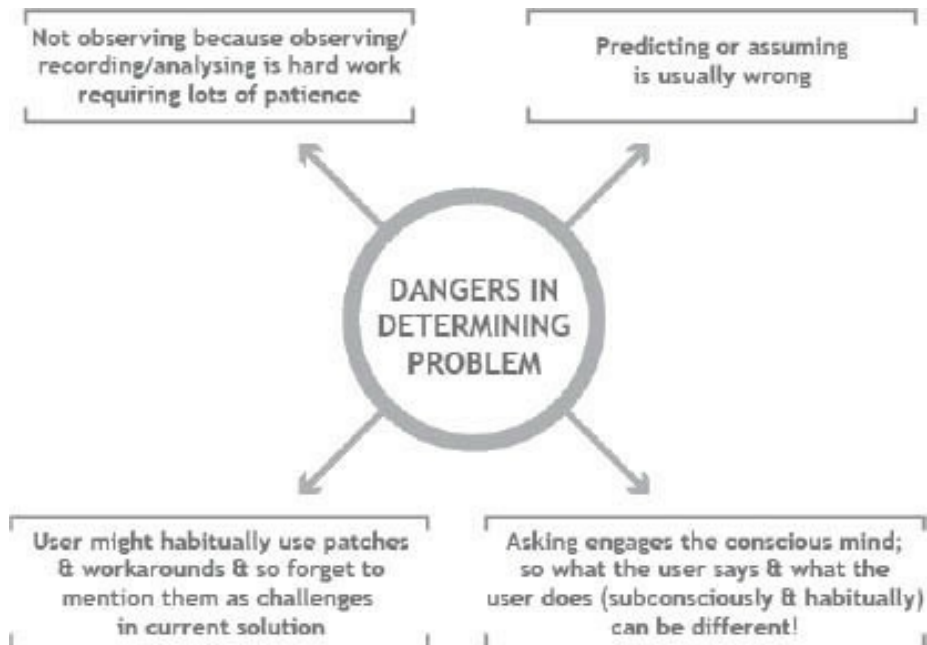 Not observing because observing/
recording/analysing is hard work
requiring lots of patience
Predicting or assuming
is usually wrong
DANGERS IN
DETERMINING
PROBLEM
User might habitually use patches
& workarounds & so forget to
mention them as challenges
in current solution
Asking engages the conscious mind;
so what the user says & what the
user does (subconsciously & habitually)
can be different!